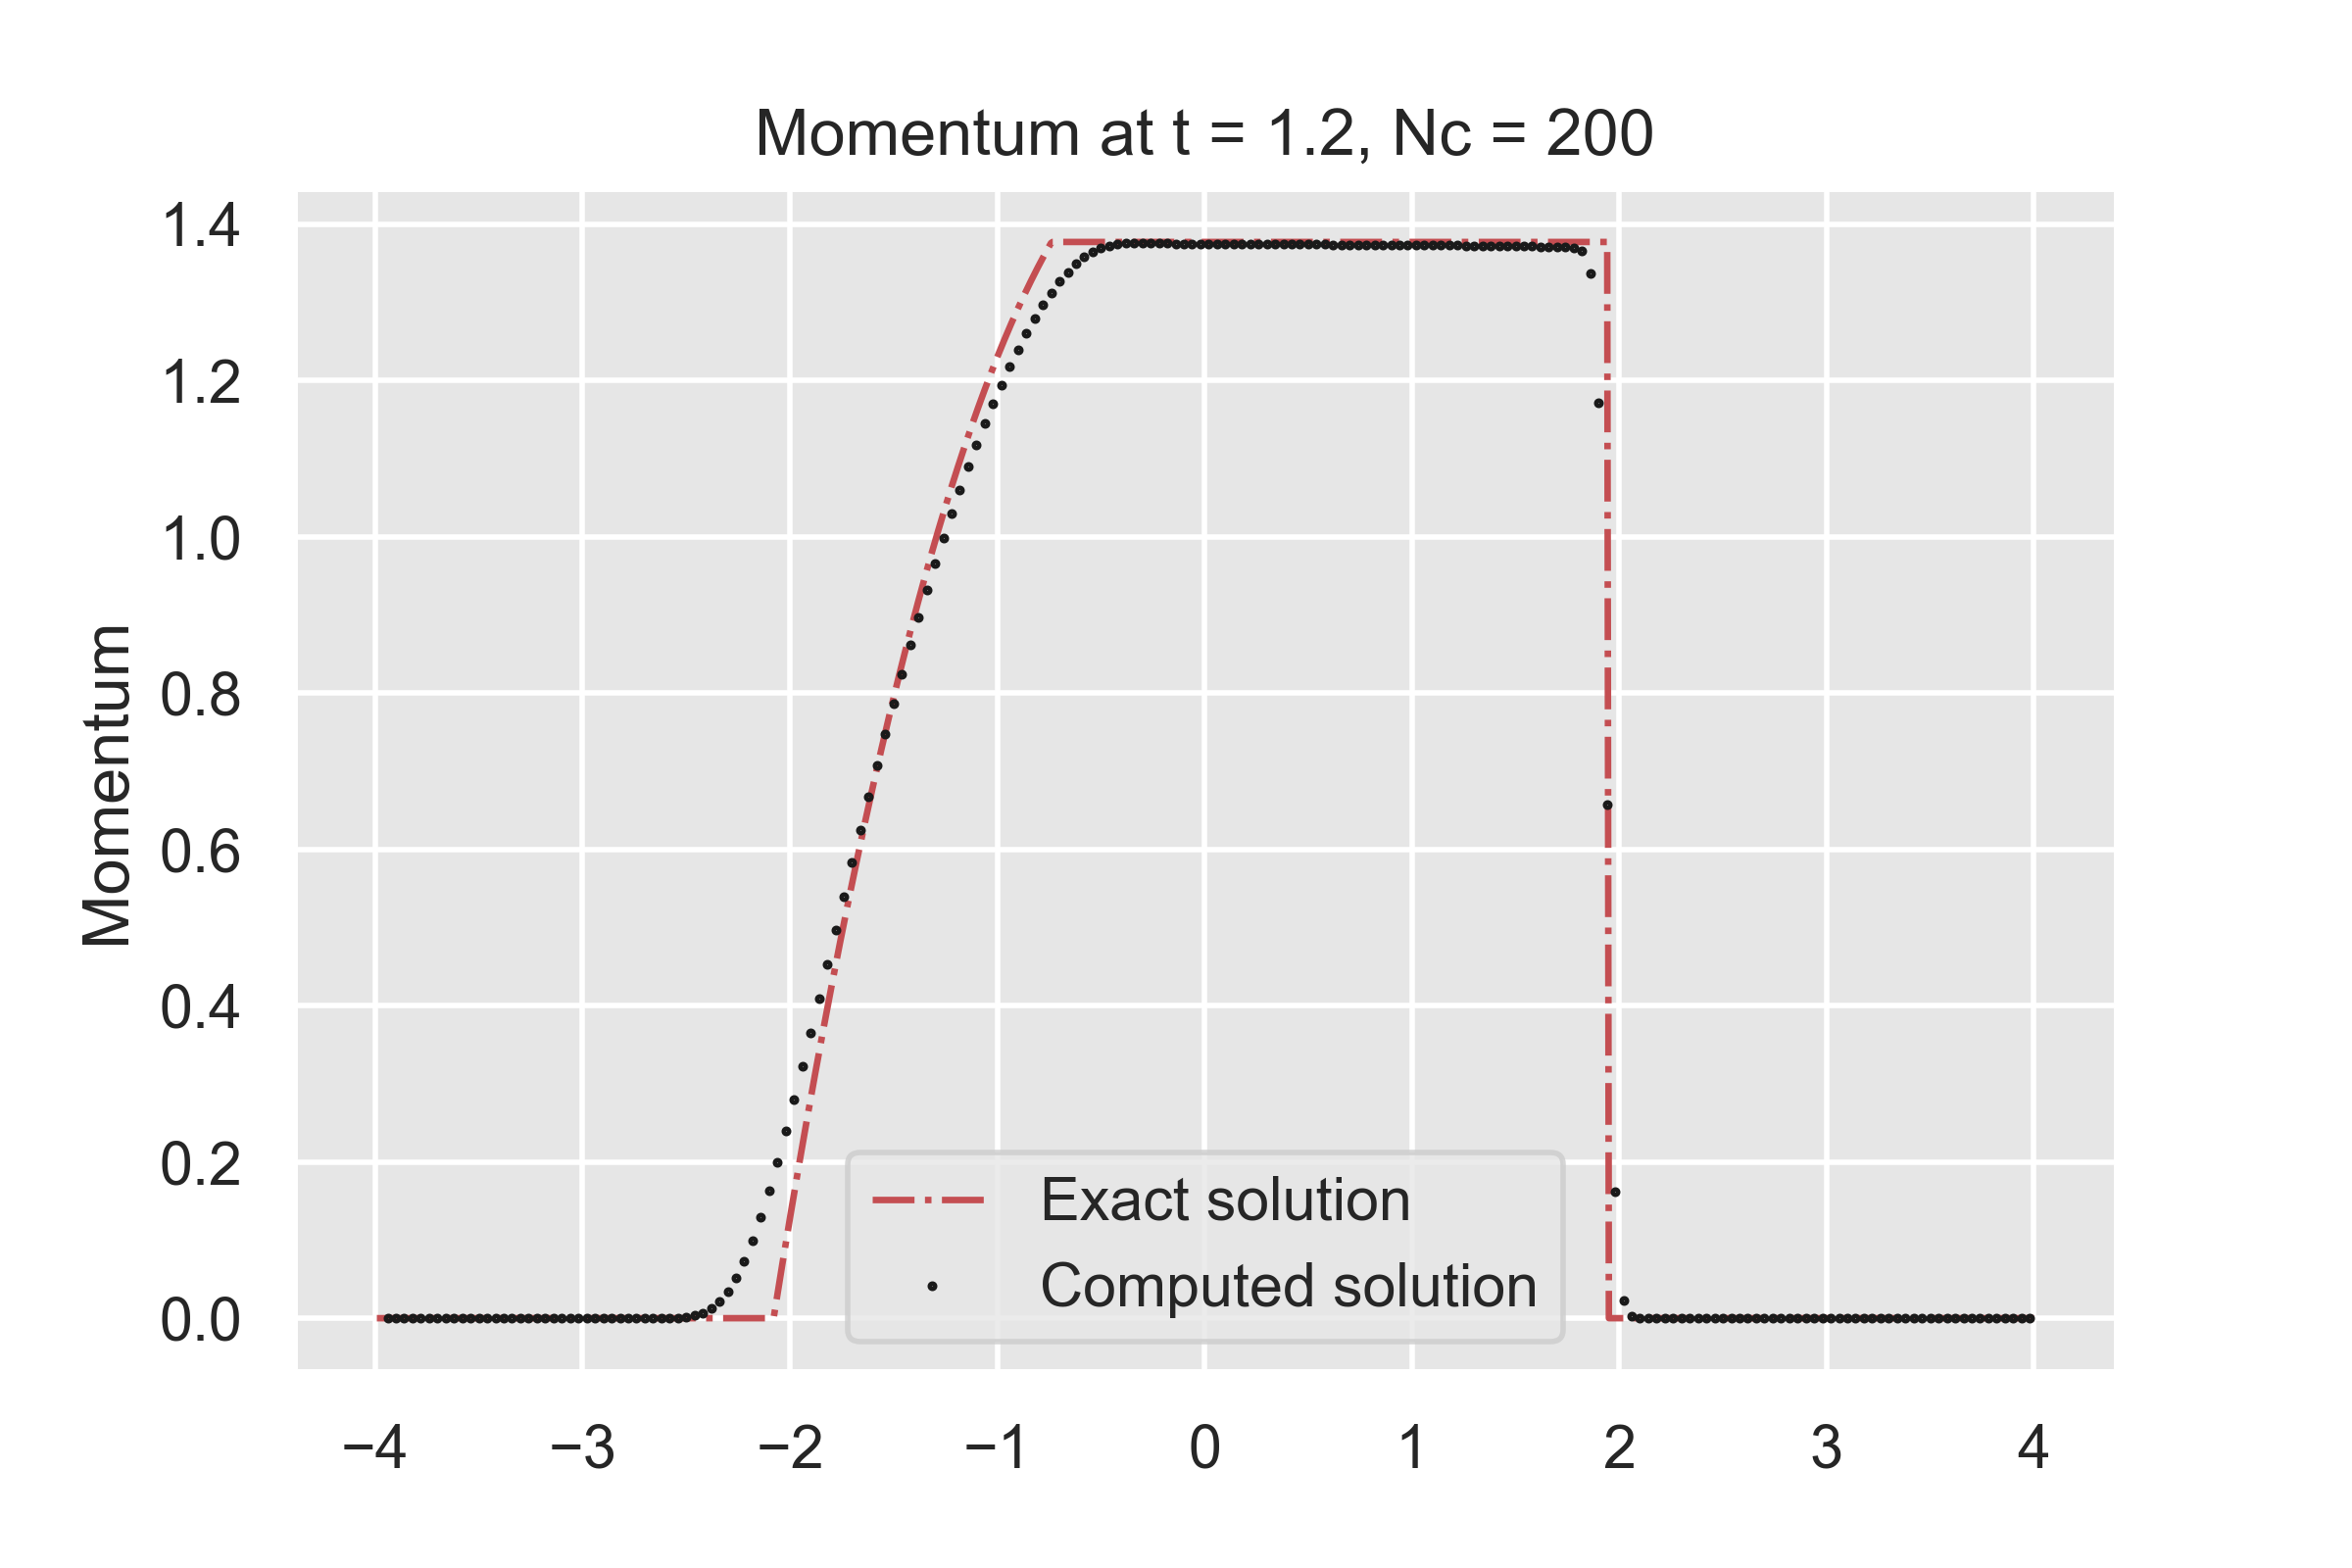 Momentum at t = 1.2, Nc = 200
Momentum
1.4
1.2
1.0
0.8
0.6
0.4
0.2
0.0
Exact solution
Computed solution
−4 −3 −2 −1 0 1 2 3 4